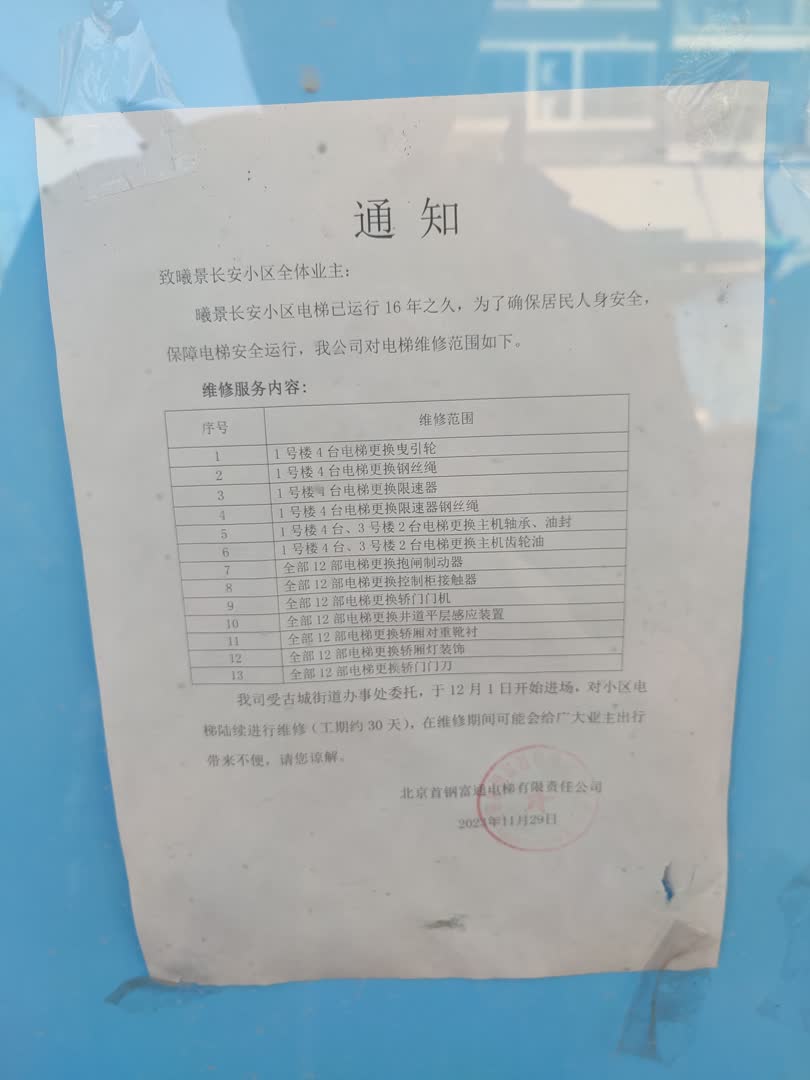 通 知
致曦景长安小区全体业主：
曦景长安小区电梯已运行 16 年之久，为了确保居民人身安全，
保障电梯安全运行，我公司对电梯维修范围如下。
维修服务内容：
序号 维修范围
1 1 号楼 4 台电梯更换曳引轮
2 1 号楼 4 台电梯更换钢丝绳
3 1 号楼 4 台电梯更换限速器
4 1 号楼 4 台电梯更换限速器钢丝绳
5 1 号楼 4 台、3 号楼 2 台电梯更换主机轴承、油封
6 1 号楼 4 台、3 号楼 2 台电梯更换主机齿轮油
7 全部 12 部电梯更换抱闸制动器
8 全部 12 部电梯更换控制柜接触器
9 全部 12 部电梯更换轿门门机
10 全部 12 部电梯更换井道平层感应装置
11 全部 12 部电梯更换轿厢对重靴衬
12 全部 12 部电梯更换轿厢灯装饰
13 全部 12 部电梯更换轿门门刀
我司受古城街道办事处委托，于 12 月 1 日开始进场，对小区电
梯陆续进行维修（工期约 30 天），在维修期间可能会给广大业主出行
带来不便，请您谅解。
北京首钢富通电梯有限责任公司
2023年11月29日